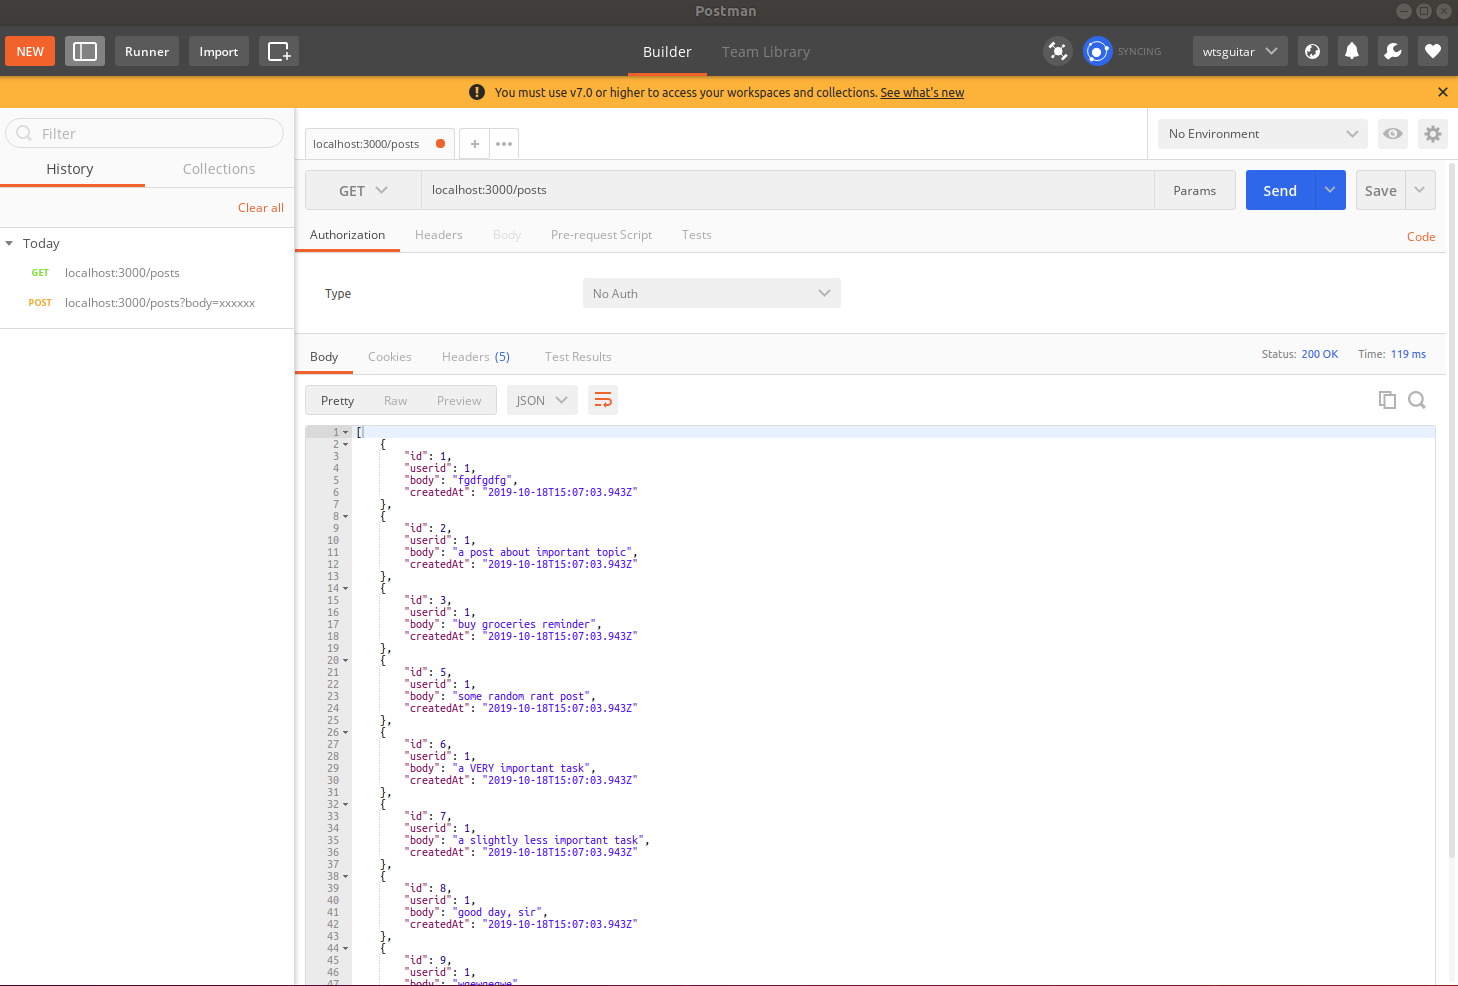 Postman
NEW
Runner
Import
Builder
Team Library
SYNCING
wtsguitar
You must use v7.0 or higher to access your workspaces and collections. See what's new
Filter
History
Collections
Clear all
Today
GET localhost:3000/posts
POST localhost:3000/posts?body=xxxxxx
localhost:3000/posts
No Environment
GET
localhost:3000/posts
Params
Send
Save
Authorization
Headers
Body
Pre-request Script
Tests
Code
Type
No Auth
Body
Cookies
Headers (5)
Test Results
Status: 200 OK
Time: 119 ms
Pretty
Raw
Preview
JSON
1 [
2 {
3 "id": 1,
4 "userid": 1,
5 "body": "fgdfgdfg",
6 "createdAt": "2019-10-18T15:07:03.943Z"
7 },
8 {
9 "id": 2,
10 "userid": 1,
11 "body": "a post about important topic",
12 "createdAt": "2019-10-18T15:07:03.943Z"
13 },
14 {
15 "id": 3,
16 "userid": 1,
17 "body": "buy groceries reminder",
18 "createdAt": "2019-10-18T15:07:03.943Z"
19 },
20 {
21 "id": 5,
22 "userid": 1,
23 "body": "some random rant post",
24 "createdAt": "2019-10-18T15:07:03.943Z"
25 },
26 {
27 "id": 6,
28 "userid": 1,
29 "body": "a VERY important task",
30 "createdAt": "2019-10-18T15:07:03.943Z"
31 },
32 {
33 "id": 7,
34 "userid": 1,
35 "body": "a slightly less important task",
36 "createdAt": "2019-10-18T15:07:03.943Z"
37 },
38 {
39 "id": 8,
40 "userid": 1,
41 "body": "good day, sir",
42 "createdAt": "2019-10-18T15:07:03.943Z"
43 },
44 {
45 "id": 9,
46 "userid": 1,
47 "body":